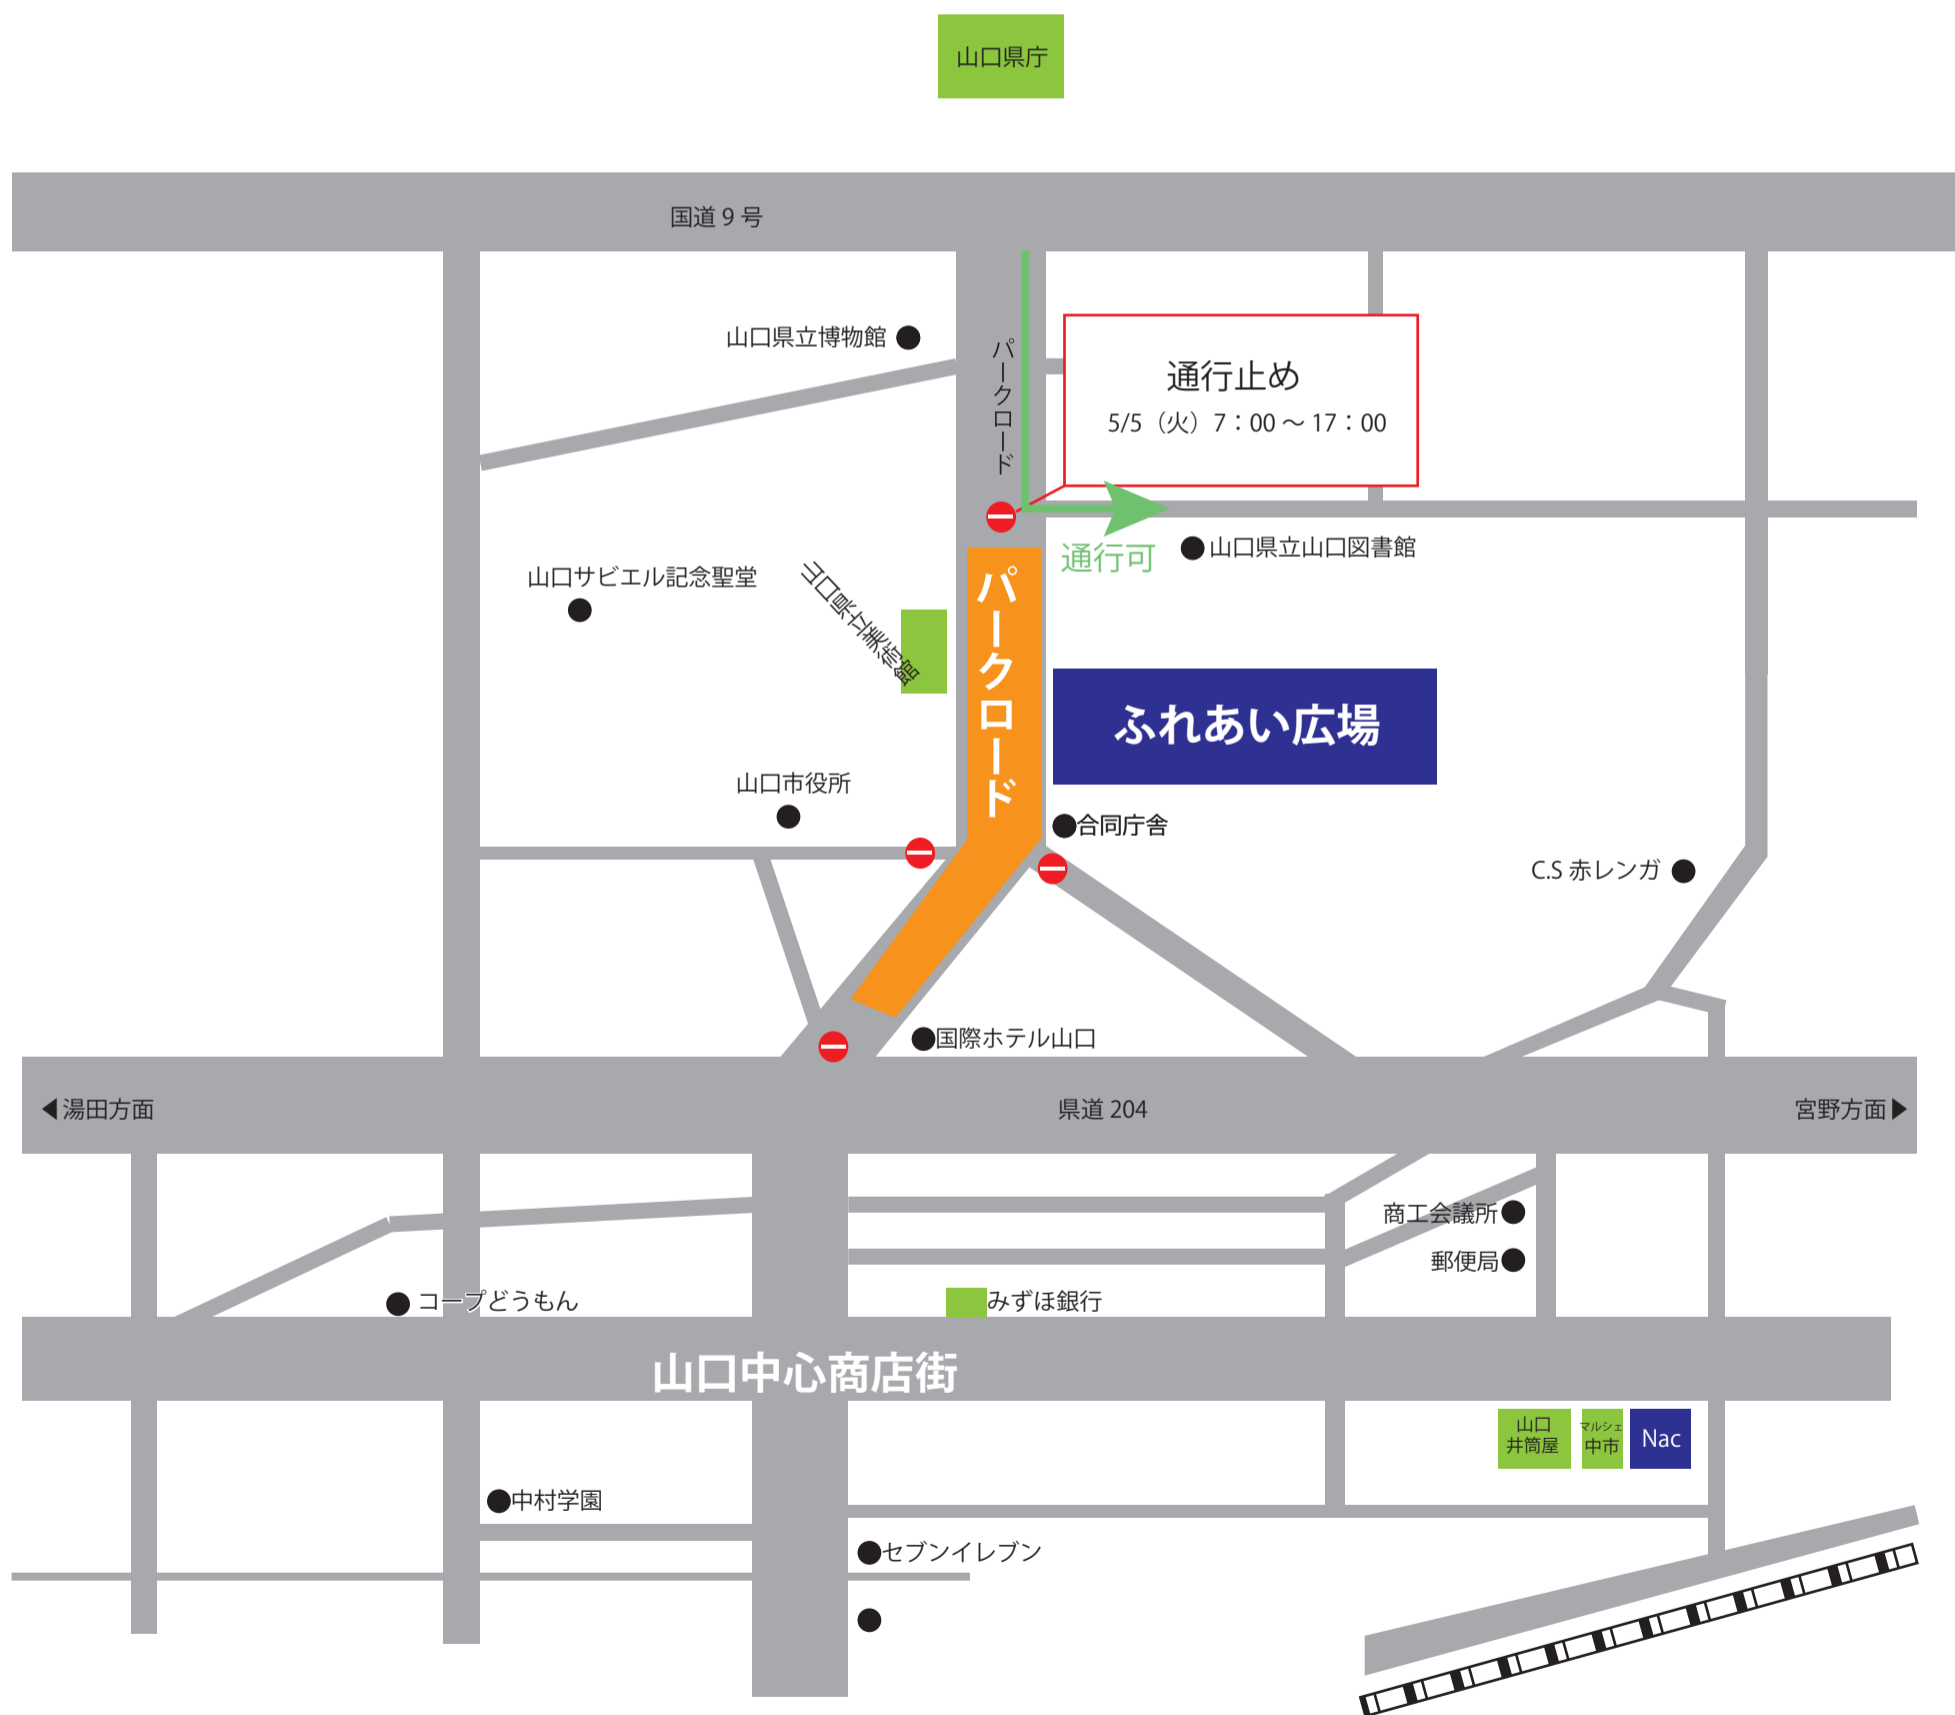 山口県庁
国道 9 号
山口県立博物館
パークロード
通行止め
5/5（火）7：00 〜 17：00
通行可
山口県立山口図書館
山口サビエル記念聖堂
山口県立美術館
パークロード
ふれあい広場
山口市役所
合同庁舎
C.S 赤レンガ
国際ホテル山口
湯田方面
県道 204
宮野方面
商工会議所
郵便局
コープどうもん
みずほ銀行
山口中心商店街
山口
井筒屋
マルシェ
中市
Nac
中村学園
セブンイレブン